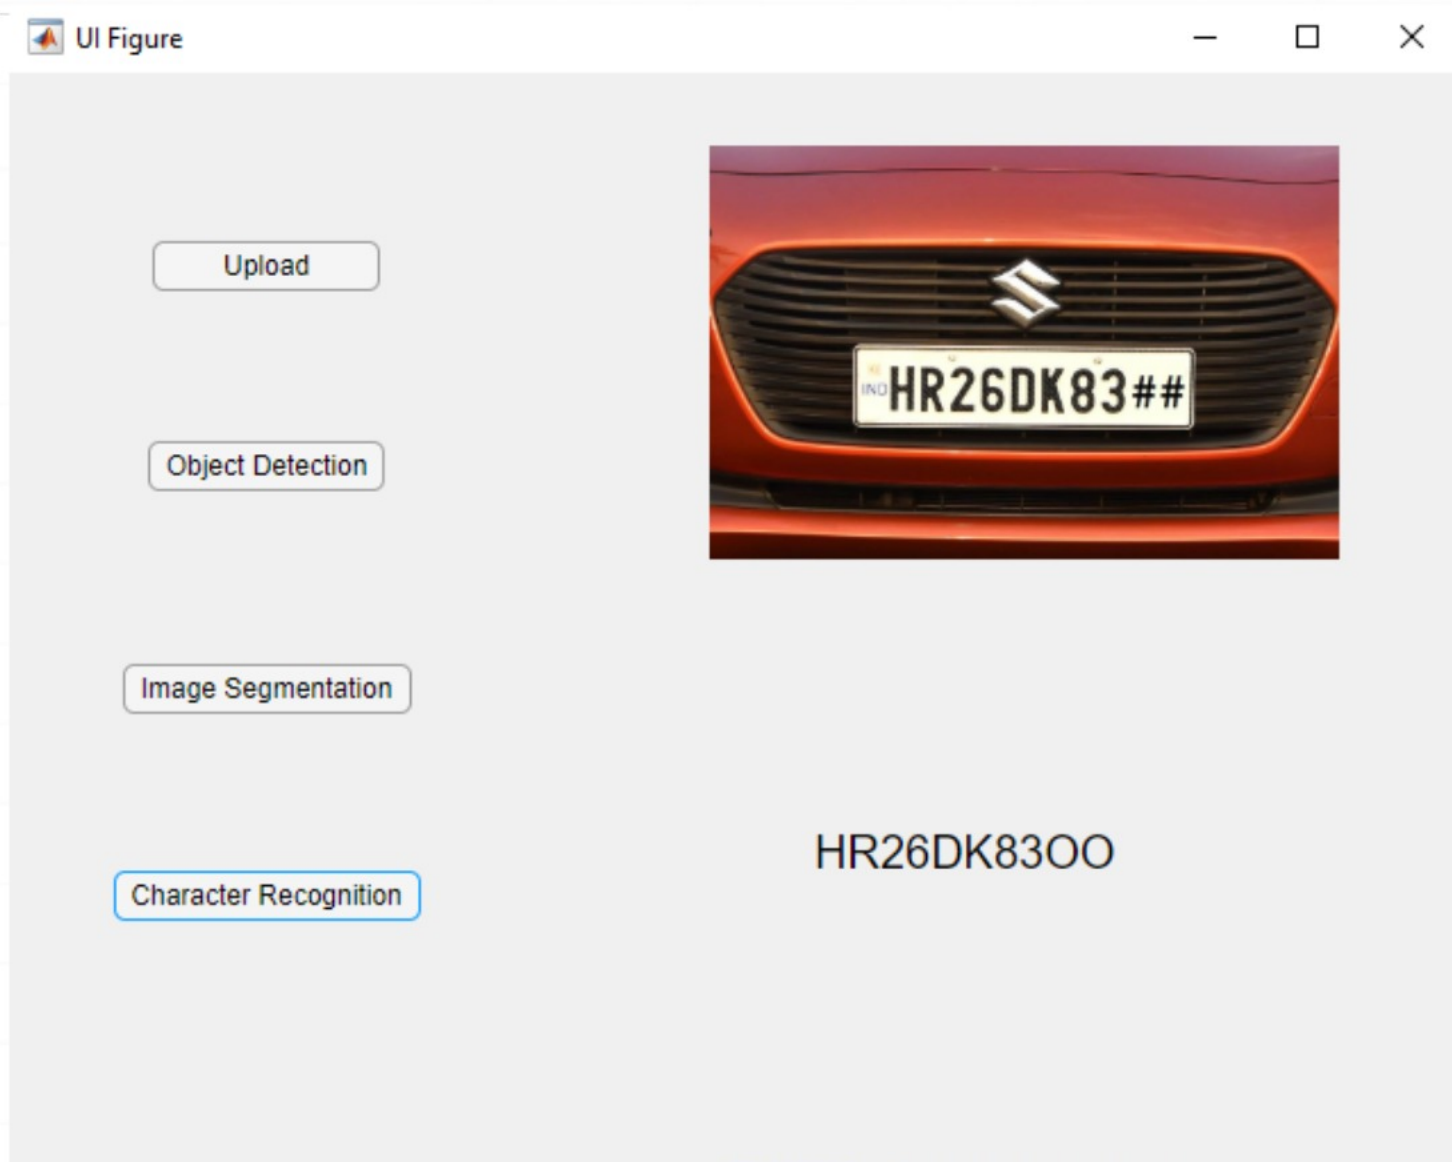 UI Figure
Upload
Object Detection
Image Segmentation
Character Recognition
IND
HR26DK83##
HR26DK83OO